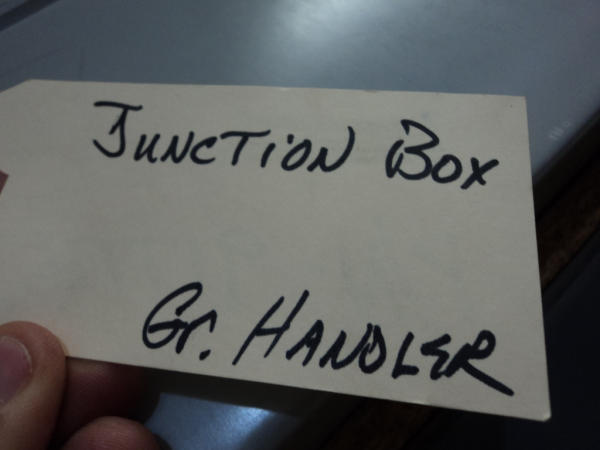 Junction Box
Gr. Handler